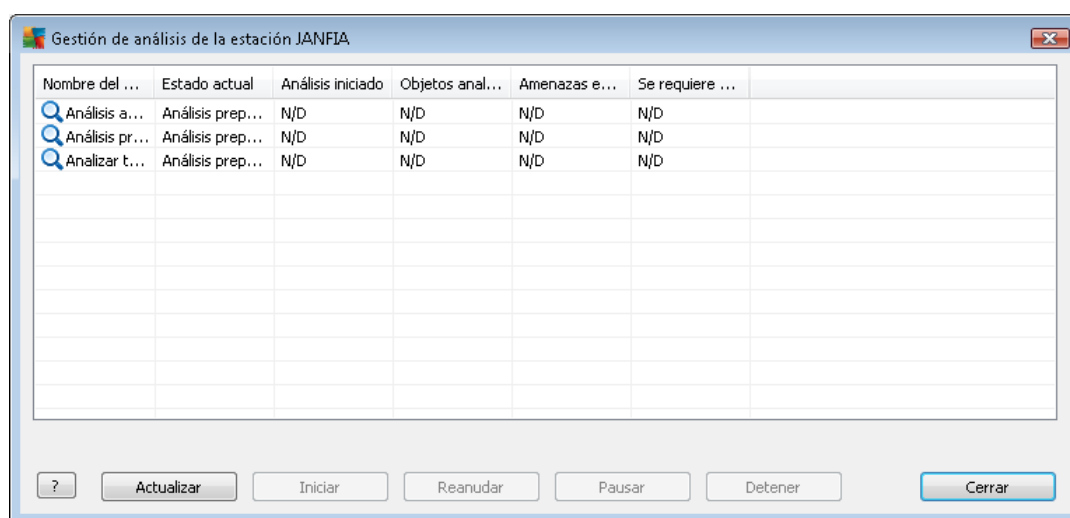 Gestión de análisis de la estación JANFIA
Nombre del ... Estado actual Análisis iniciado Objetos anal... Amenazas e... Se requiere ...
Análisis a... Análisis prep... N/D N/D N/D N/D
Análisis pr... Análisis prep... N/D N/D N/D N/D
Analizar t... Análisis prep... N/D N/D N/D N/D
? Actualizar Iniciar Reanudar Pausar Detener Cerrar